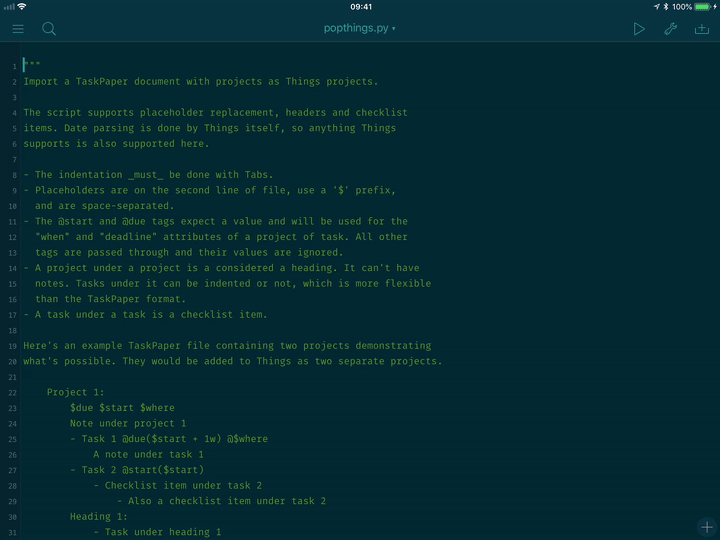 09:41
100%
popthings.py ▾
1 """
2 Import a TaskPaper document with projects as Things projects.
3
4 The script supports placeholder replacement, headers and checklist
5 items. Date parsing is done by Things itself, so anything Things
6 supports is also supported here.
7
8 - The indentation _must_ be done with Tabs.
9 - Placeholders are on the second line of file, use a '$' prefix,
10 and are space-separated.
11 - The @start and @due tags expect a value and will be used for the
12 "when" and "deadline" attributes of a project of task. All other
13 tags are passed through and their values are ignored.
14 - A project under a project is a considered a heading. It can't have
15 notes. Tasks under it can be indented or not, which is more flexible
16 than the TaskPaper format.
17 - A task under a task is a checklist item.
18
19 Here's an example TaskPaper file containing two projects demonstrating
20 what's possible. They would be added to Things as two separate projects.
21
22 Project 1:
23 $due $start $where
24 Note under project 1
25 - Task 1 @due($start + 1w) @$where
26 A note under task 1
27 - Task 2 @start($start)
28 - Checklist item under task 2
29 - Also a checklist item under task 2
30 Heading 1:
31 - Task under heading 1